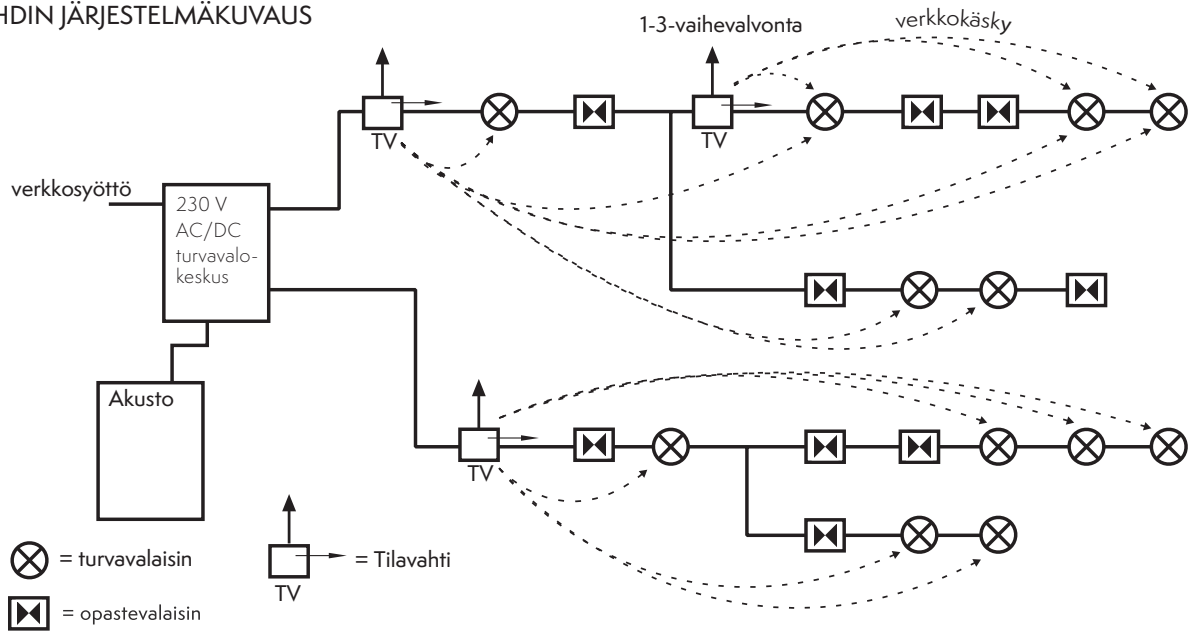 HDIN JÄRJESTELMÄKUVAUS
1-3-vaihevalvonta
verkkokäsky
TV
TV
verkkosyöttö
230 V
AC/DC
turvavalo-
keskus
Akusto
TV
= turvavalaisin
= Tilavahti
TV
= opastevalaisin